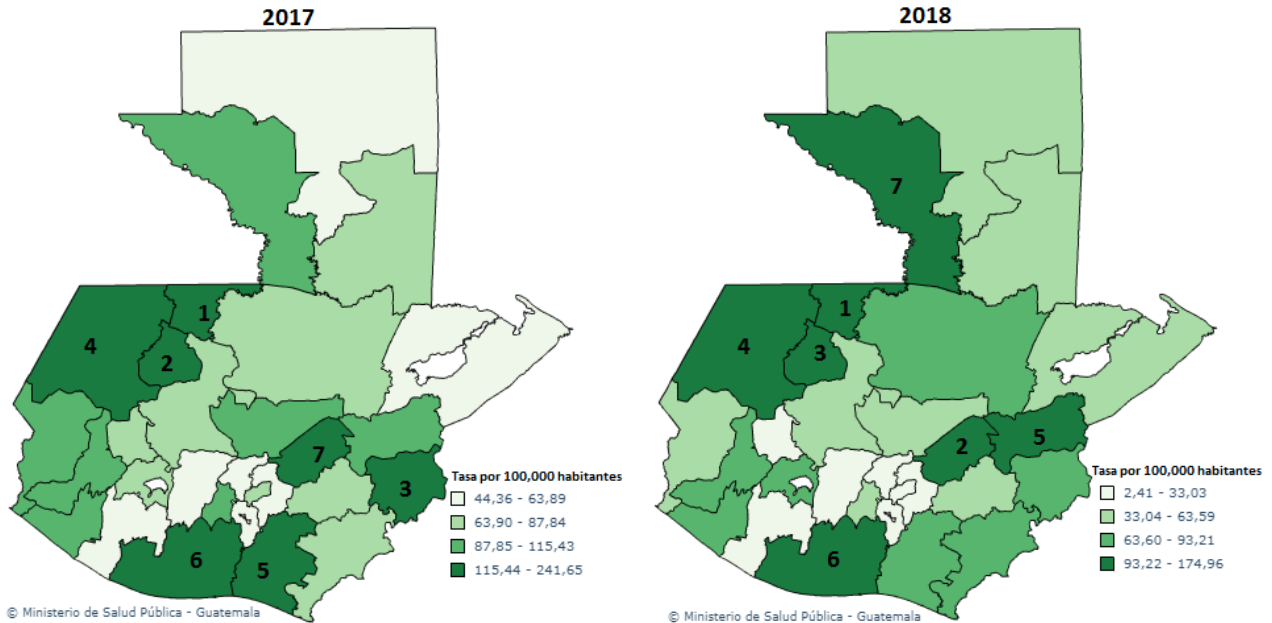 2017
1
4
2
7
3
6
5
Tasa por 100,000 habitantes
44,36 - 63,89
63,90 - 87,84
87,85 - 115,43
115,44 - 241,65
© Ministerio de Salud Pública - Guatemala
2018
7
1
4
3
2
5
6
Tasa por 100,000 habitantes
2,41 - 33,03
33,04 - 63,59
63,60 - 93,21
93,22 - 174,96
© Ministerio de Salud Pública - Guatemala